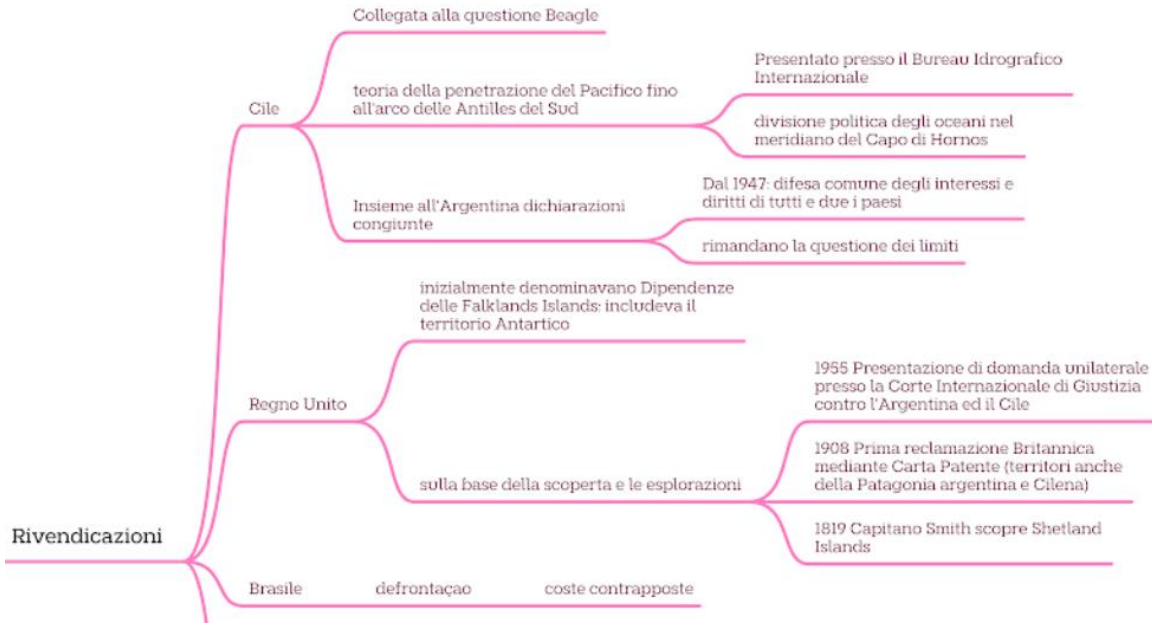 Rivendicazioni
Cile
Collegata alla questione Beagle
teoria della penetrazione del Pacifico fino
all'arco delle Antilles del Sud
Presentato presso il Bureau Idrografico
Internazionale
divisione politica degli oceani nel
meridiano del Capo di Hornos
Insieme all'Argentina dichiarazioni
congiunte
Dal 1947: difesa comune degli interessi e
diritti di tutti e due i paesi
rimandano la questione dei limiti
Regno Unito
inizialmente denominavano Dipendenze
delle Falklands Islands: includeva il
territorio Antartico
sulla base della scoperta e le esplorazioni
1955 Presentazione di domanda unilaterale
presso la Corte Internazionale di Giustizia
contro l'Argentina ed il Cile
1908 Prima reclamazione Britannica
mediante Carta Patente (territori anche
della Patagonia argentina e Cilena)
1819 Capitano Smith scopre Shetland
Islands
Brasile
defrontaçao
coste contrapposte